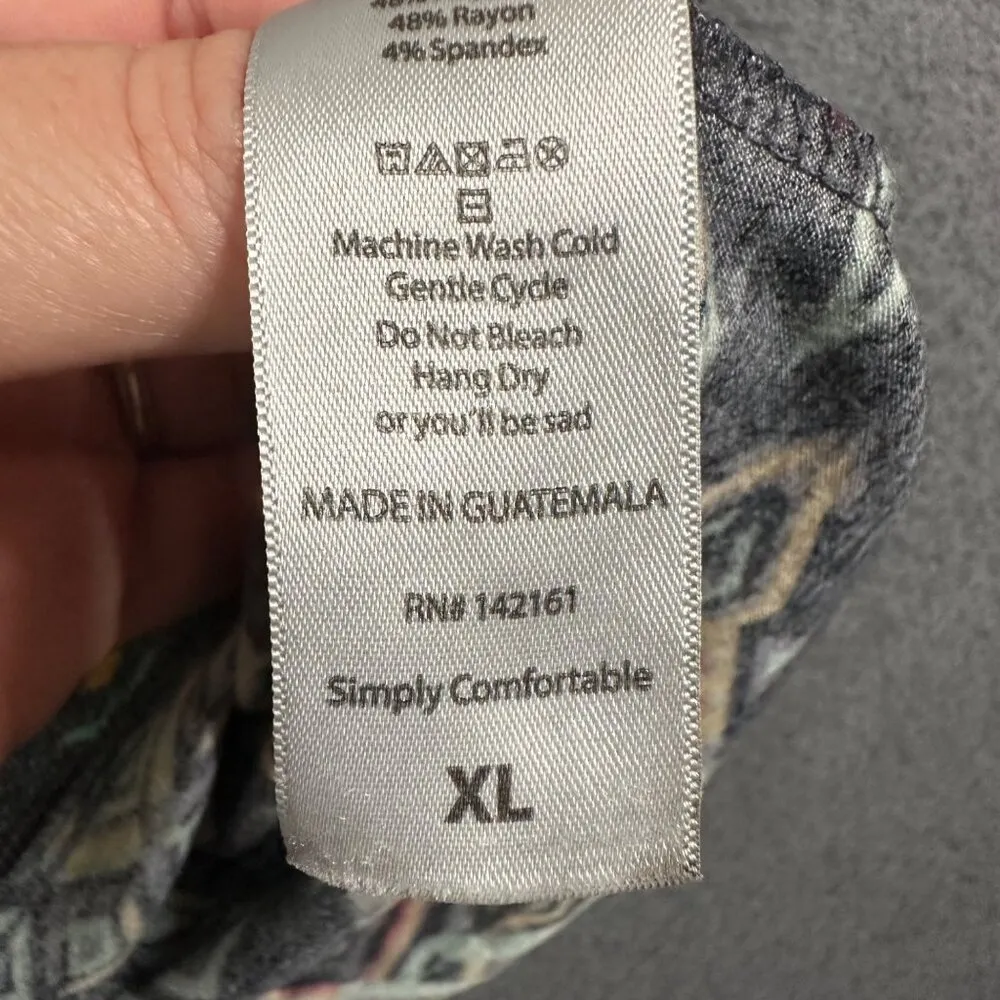 48% Rayon
4% Spandex
Machine Wash Cold
Gentle Cycle
Do Not Bleach
Hang Dry
or you'll be sad
MADE IN GUATEMALA
RN# 142161
Simply Comfortable
XL